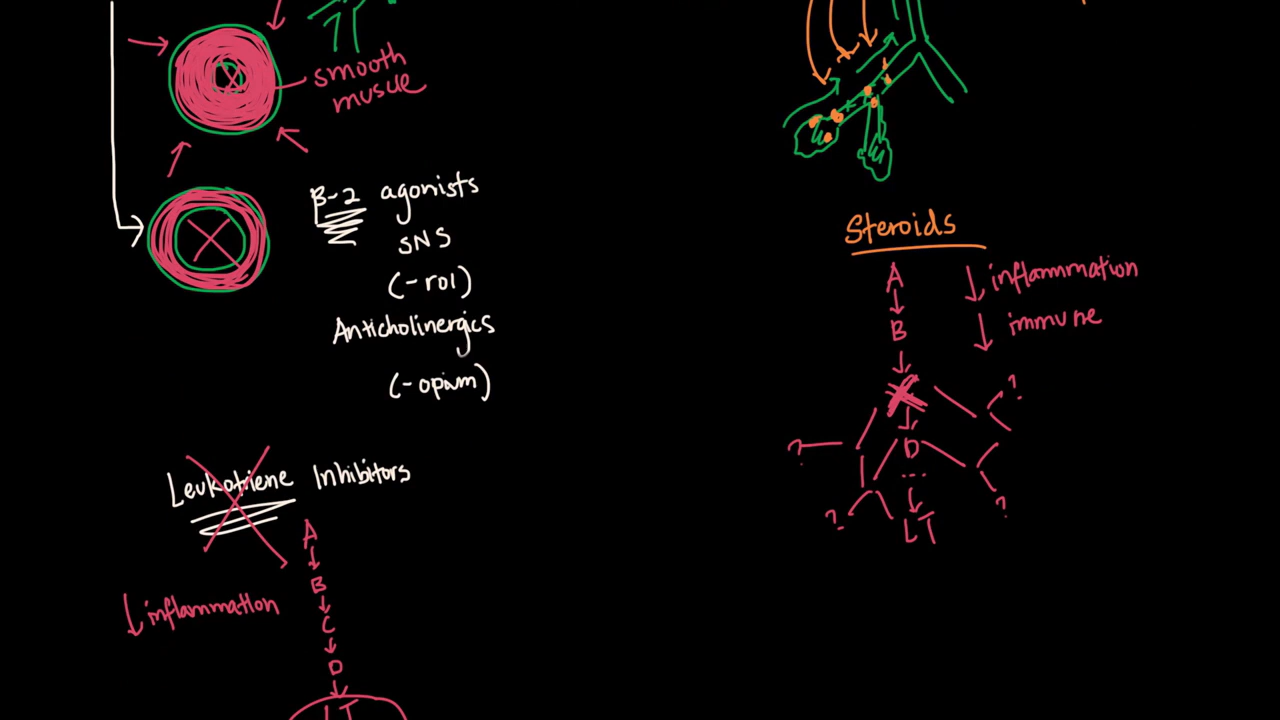 smooth
muscle
B-2 agonists
SNS
(-rol)
Anticholinergics
(-opium)
Leukotriene Inhibitors
A
B
C
D
LT
↓ inflammation
Steroids
A
B
D
...
LT
↓ inflammation
↓ immune
?
?
?
?